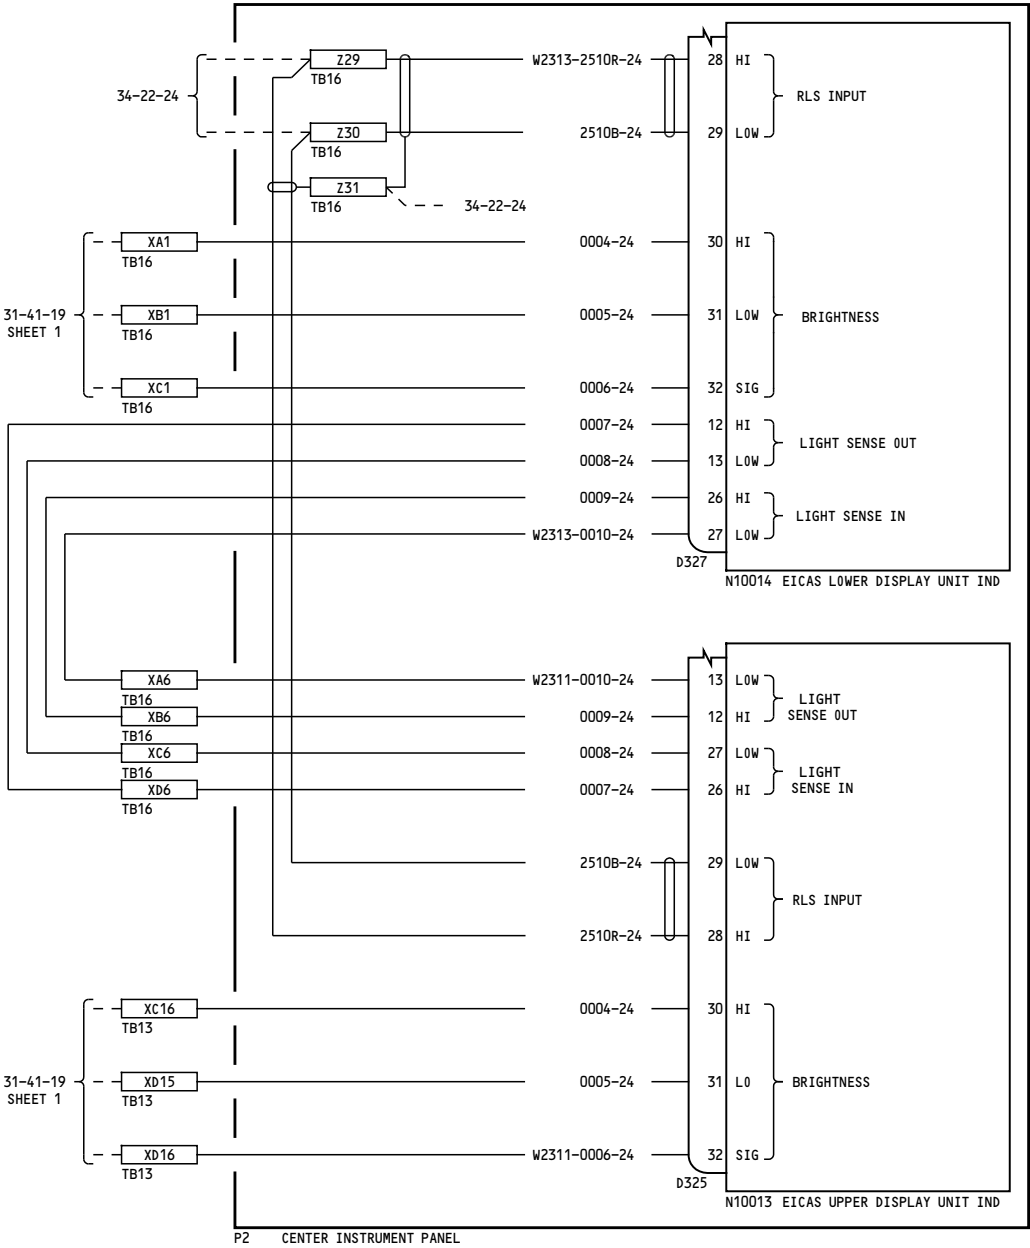 Z29 W2313-2510R-24 28 HI
TB16
34-22-24 RLS INPUT
Z30 2510B-24 29 LOW
TB16
Z31
TB16 34-22-24
XA1 0004-24 30 HI
TB16
31-41-19 XB1 0005-24 31 LOW BRIGHTNESS
SHEET 1 TB16
XC1 0006-24 32 SIG
TB16
0007-24 12 HI
LIGHT SENSE OUT
0008-24 13 LOW
0009-24 26 HI
LIGHT SENSE IN
W2313-0010-24 27 LOW
D327
N10014 EICAS LOWER DISPLAY UNIT IND
XA6 W2311-0010-24 13 LOW
TB16 LIGHT
XB6 0009-24 12 HI SENSE OUT
TB16
XC6 0008-24 27 LOW
TB16 LIGHT
XD6 0007-24 26 HI SENSE IN
TB16
2510B-24 29 LOW
RLS INPUT
2510R-24 28 HI
XC16 0004-24 30 HI
TB13
31-41-19 XD15 0005-24 31 LO BRIGHTNESS
SHEET 1 TB13
XD16 W2311-0006-24 32 SIG
TB13 D325
N10013 EICAS UPPER DISPLAY UNIT IND
P2 CENTER INSTRUMENT PANEL